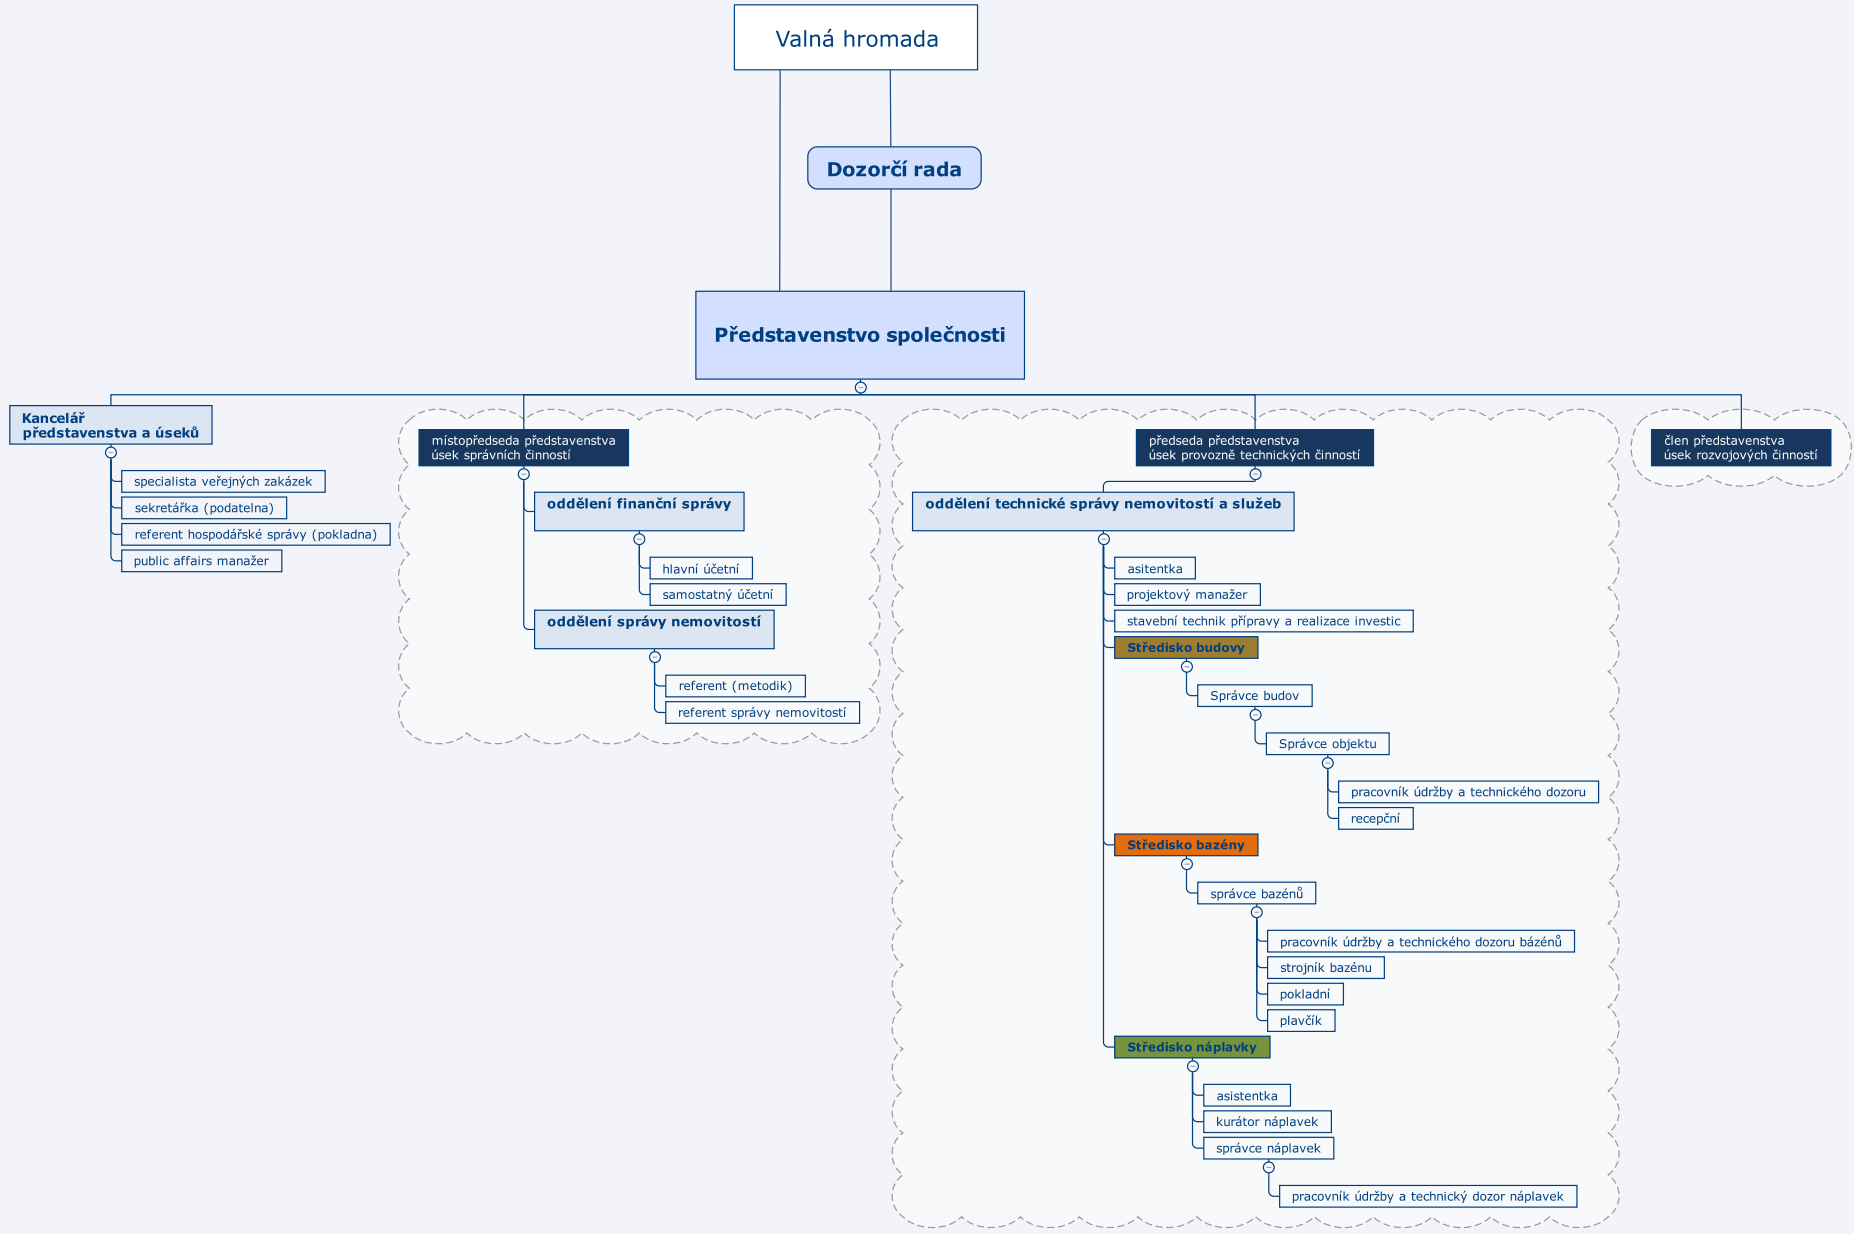 Valná hromada
Dozorčí rada
Představenstvo společnosti
Kancelář
představenstva a úseků
specialista veřejných zakázek
sekretářka (podatelna)
referent hospodářské správy (pokladna)
public affairs manažer
místopředseda představenstva
úsek správních činností
oddělení finanční správy
hlavní účetní
samostatný účetní
oddělení správy nemovitostí
referent (metodik)
referent správy nemovitostí
předseda představenstva
úsek provozně technických činností
oddělení technické správy nemovitostí a služeb
asitentka
projektový manažer
stavební technik přípravy a realizace investic
Středisko budovy
Správce budov
Správce objektu
pracovník údržby a technického dozoru
recepční
Středisko bazény
správce bazénů
pracovník údržby a technického dozoru bázénů
strojník bazénu
pokladní
plavčík
Středisko náplavky
asistentka
kurátor náplavek
správce náplavek
pracovník údržby a technický dozor náplavek
člen představenstva
úsek rozvojových činností